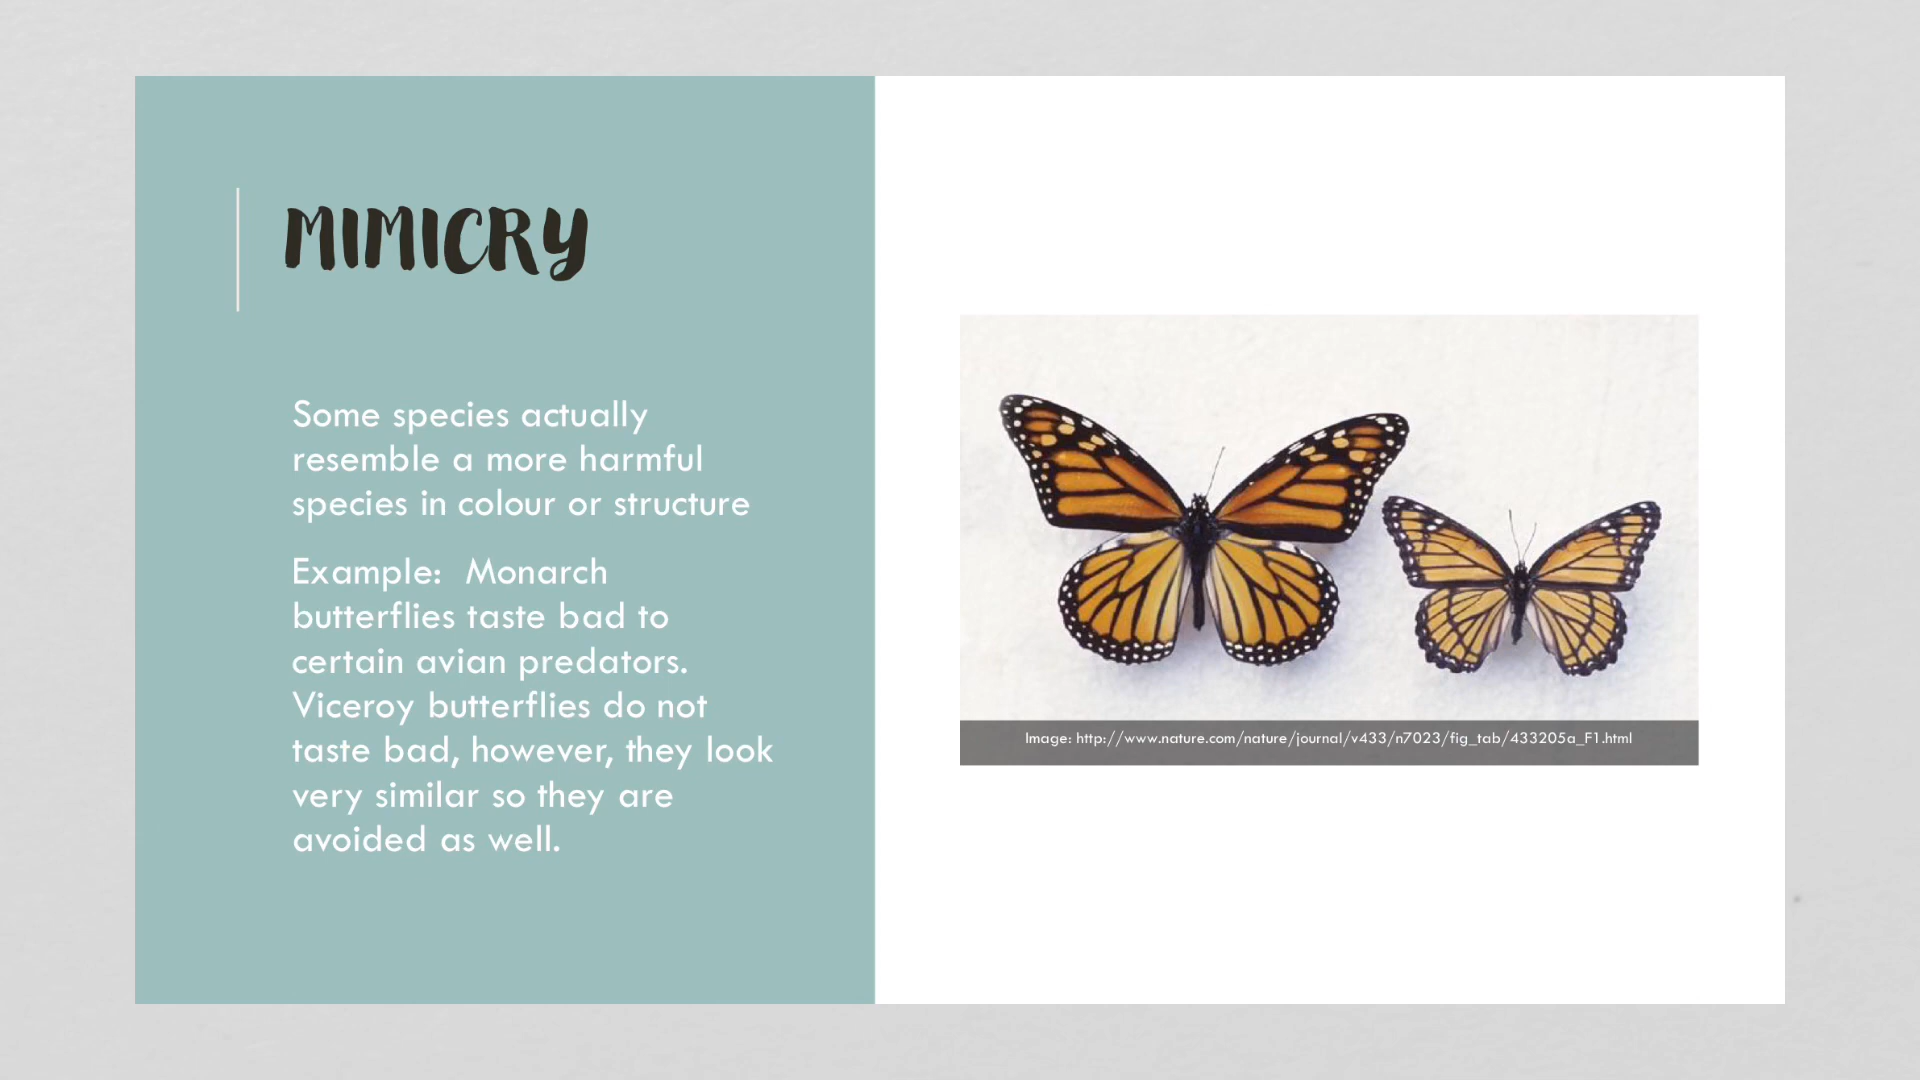 MIMICRY
Some species actually
resemble a more harmful
species in colour or structure
Example:  Monarch
butterflies taste bad to
certain avian predators.
Viceroy butterflies do not
taste bad, however, they look
very similar so they are
avoided as well.
Image: http://www.nature.com/nature/journal/v433/n7023/fig_tab/433205a_F1.html